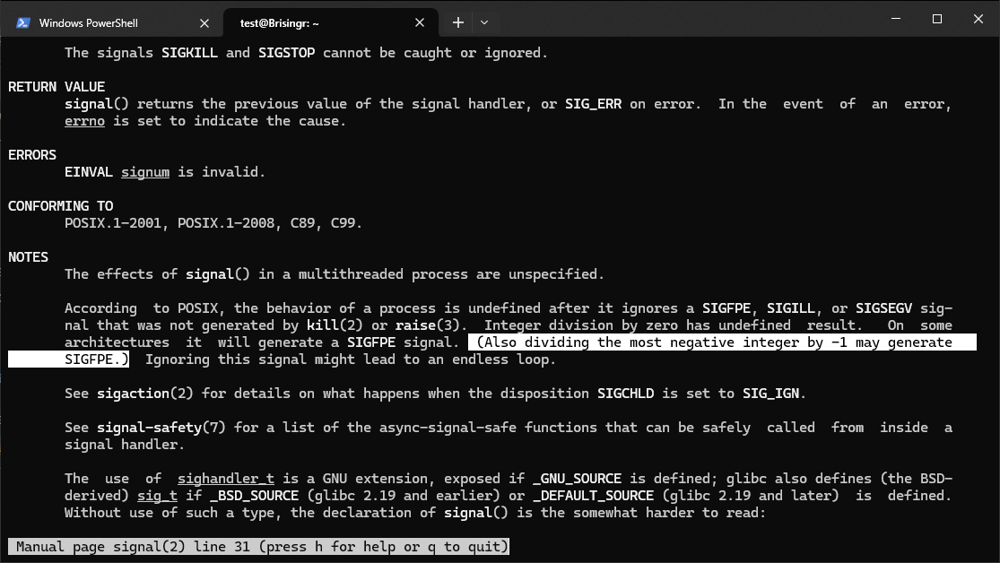 Windows PowerShell
test@Brisingr: ~
The signals SIGKILL and SIGSTOP cannot be caught or ignored.
RETURN VALUE
signal() returns the previous value of the signal handler, or SIG_ERR on error.  In the  event  of  an  error,
errno is set to indicate the cause.
ERRORS
EINVAL signum is invalid.
CONFORMING TO
POSIX.1-2001, POSIX.1-2008, C89, C99.
NOTES
The effects of signal() in a multithreaded process are unspecified.
According  to POSIX, the behavior of a process is undefined after it ignores a SIGFPE, SIGILL, or SIGSEGV sig-
nal that was not generated by kill(2) or raise(3).  Integer division by zero has undefined  result.  On  some
architectures  it  will generate a SIGFPE signal.  (Also dividing the most negative integer by -1 may generate
SIGFPE.)  Ignoring this signal might lead to an endless loop.
See sigaction(2) for details on what happens when the disposition SIGCHLD is set to SIG_IGN.
See signal-safety(7) for a list of the async-signal-safe functions that can be safely  called  from  inside  a
signal handler.
The  use  of  sighandler_t is a GNU extension, exposed if _GNU_SOURCE is defined; glibc also defines (the BSD-
derived) sig_t if _BSD_SOURCE (glibc 2.19 and earlier) or _DEFAULT_SOURCE (glibc 2.19 and later)  is  defined.
Without use of such a type, the declaration of signal() is the somewhat harder to read:
Manual page signal(2) line 31 (press h for help or q to quit)